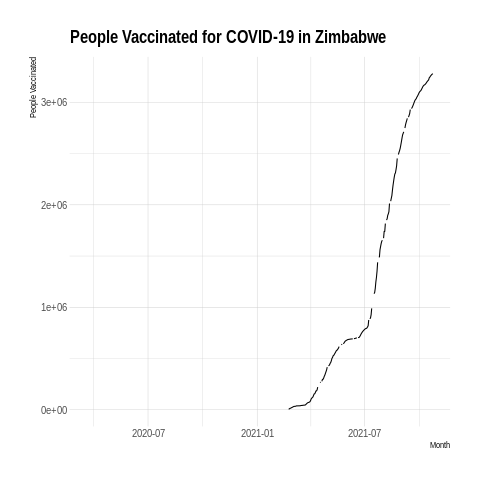 People Vaccinated for COVID-19 in Zimbabwe
People Vaccinated
3e+06
2e+06
1e+06
0e+00
2020-07 2021-01 2021-07
Month